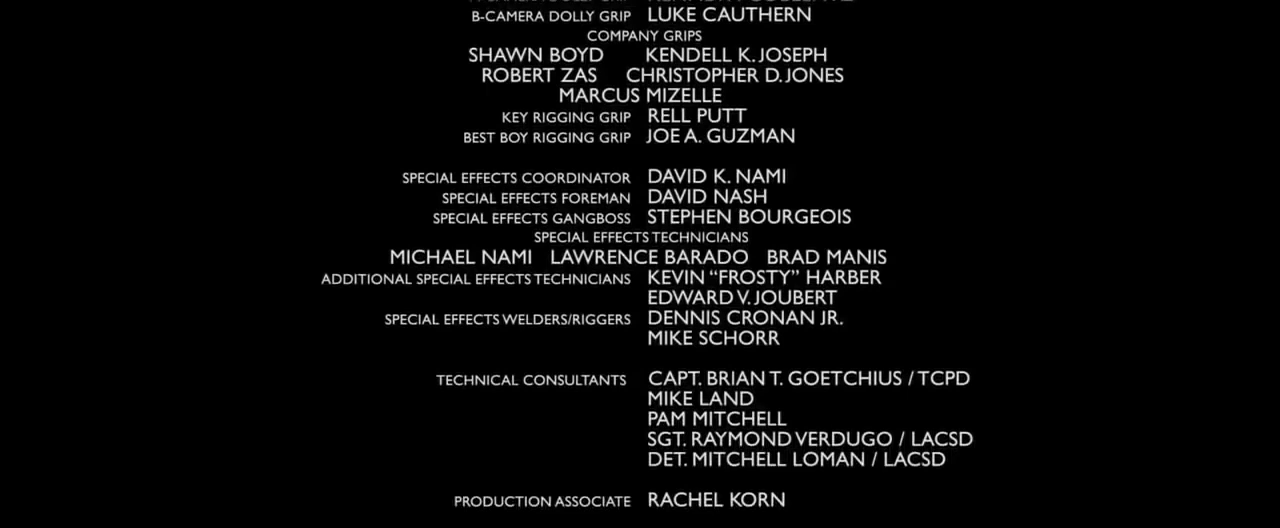 B-CAMERA DOLLY GRIP LUKE CAUTHERN
COMPANY GRIPS
SHAWN BOYD KENDELL K. JOSEPH
ROBERT ZAS CHRISTOPHER D. JONES
MARCUS MIZELLE
KEY RIGGING GRIP RELL PUTT
BEST BOY RIGGING GRIP JOE A. GUZMAN
SPECIAL EFFECTS COORDINATOR DAVID K. NAMI
SPECIAL EFFECTS FOREMAN DAVID NASH
SPECIAL EFFECTS GANGBOSS STEPHEN BOURGEOIS
SPECIAL EFFECTS TECHNICIANS
MICHAEL NAMI LAWRENCE BARADO BRAD MANIS
ADDITIONAL SPECIAL EFFECTS TECHNICIANS KEVIN “FROSTY” HARBER
EDWARD V. JOUBERT
SPECIAL EFFECTS WELDERS/RIGGERS DENNIS CRONAN JR.
MIKE SCHORR
TECHNICAL CONSULTANTS CAPT. BRIAN T. GOETCHIUS / TCPD
MIKE LAND
PAM MITCHELL
SGT. RAYMOND VERDUGO / LACSD
DET. MITCHELL LOMAN / LACSD
PRODUCTION ASSOCIATE RACHEL KORN